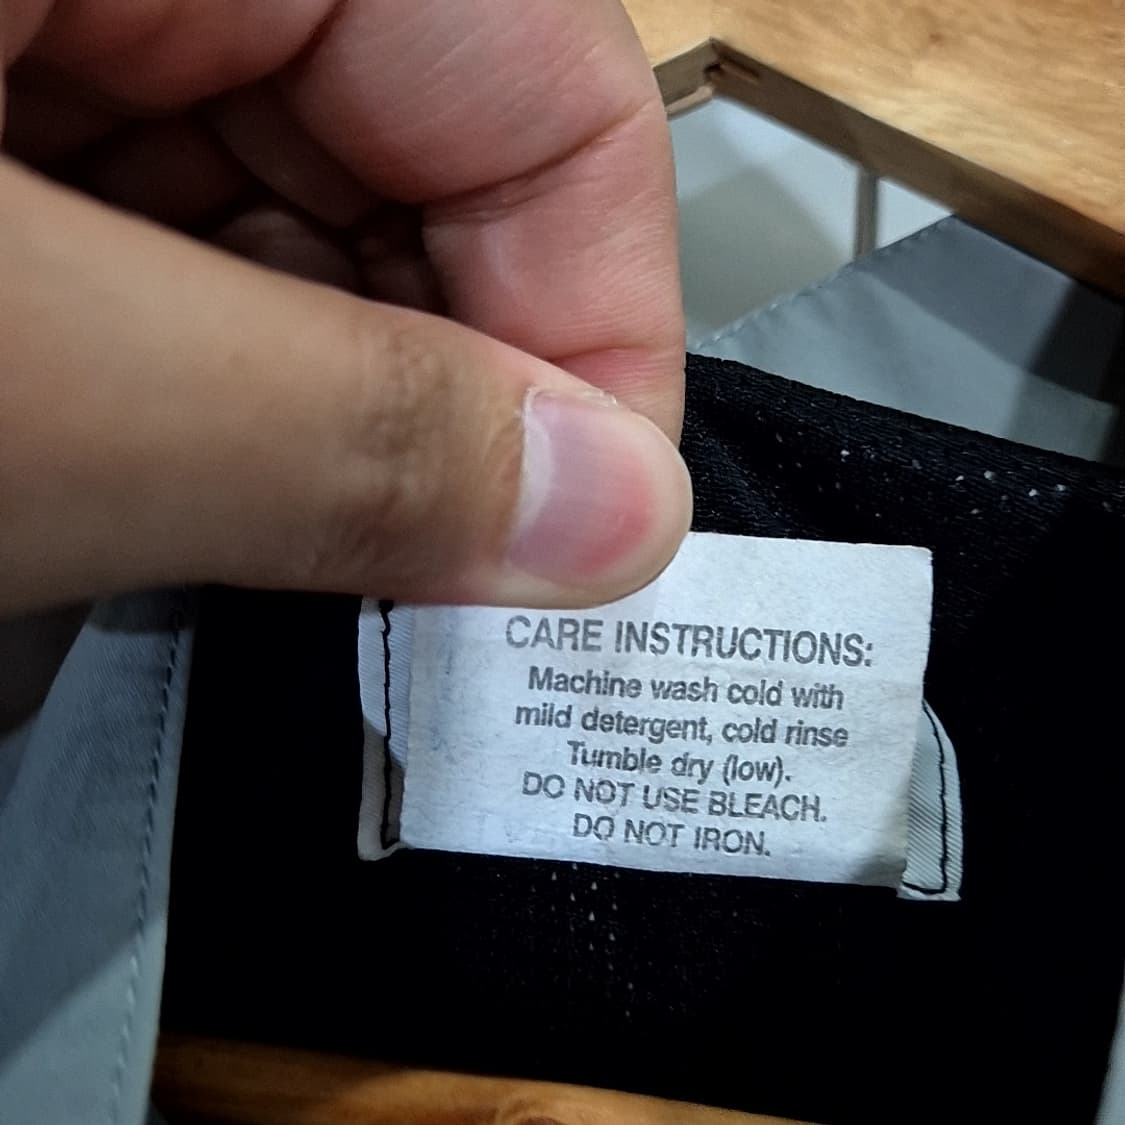 CARE INSTRUCTIONS:
Machine wash cold with
mild detergent, cold rinse
Tumble dry (low).
DO NOT USE BLEACH.
DO NOT IRON.